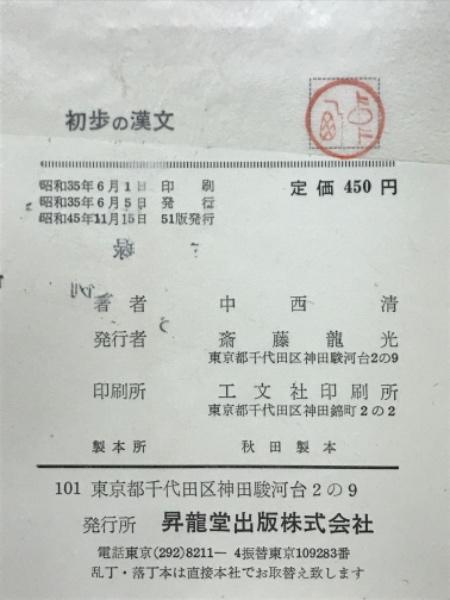 初歩の漢文
昭和35年6月1日 印刷
定価 450円
昭和35年6月5日 発行
昭和45年11月15日 51版発行
著者 中西清
発行者 斎藤龍光
東京都千代田区神田駿河台2の9
印刷所 工文社印刷所
東京都千代田区神田錦町2の2
製本所 秋田製本
101 東京都千代田区神田駿河台2の9
発行所 昇龍堂出版株式会社
電話東京(292)8211―4振替東京109283番
乱丁・落丁本は直接本社でお取替え致します